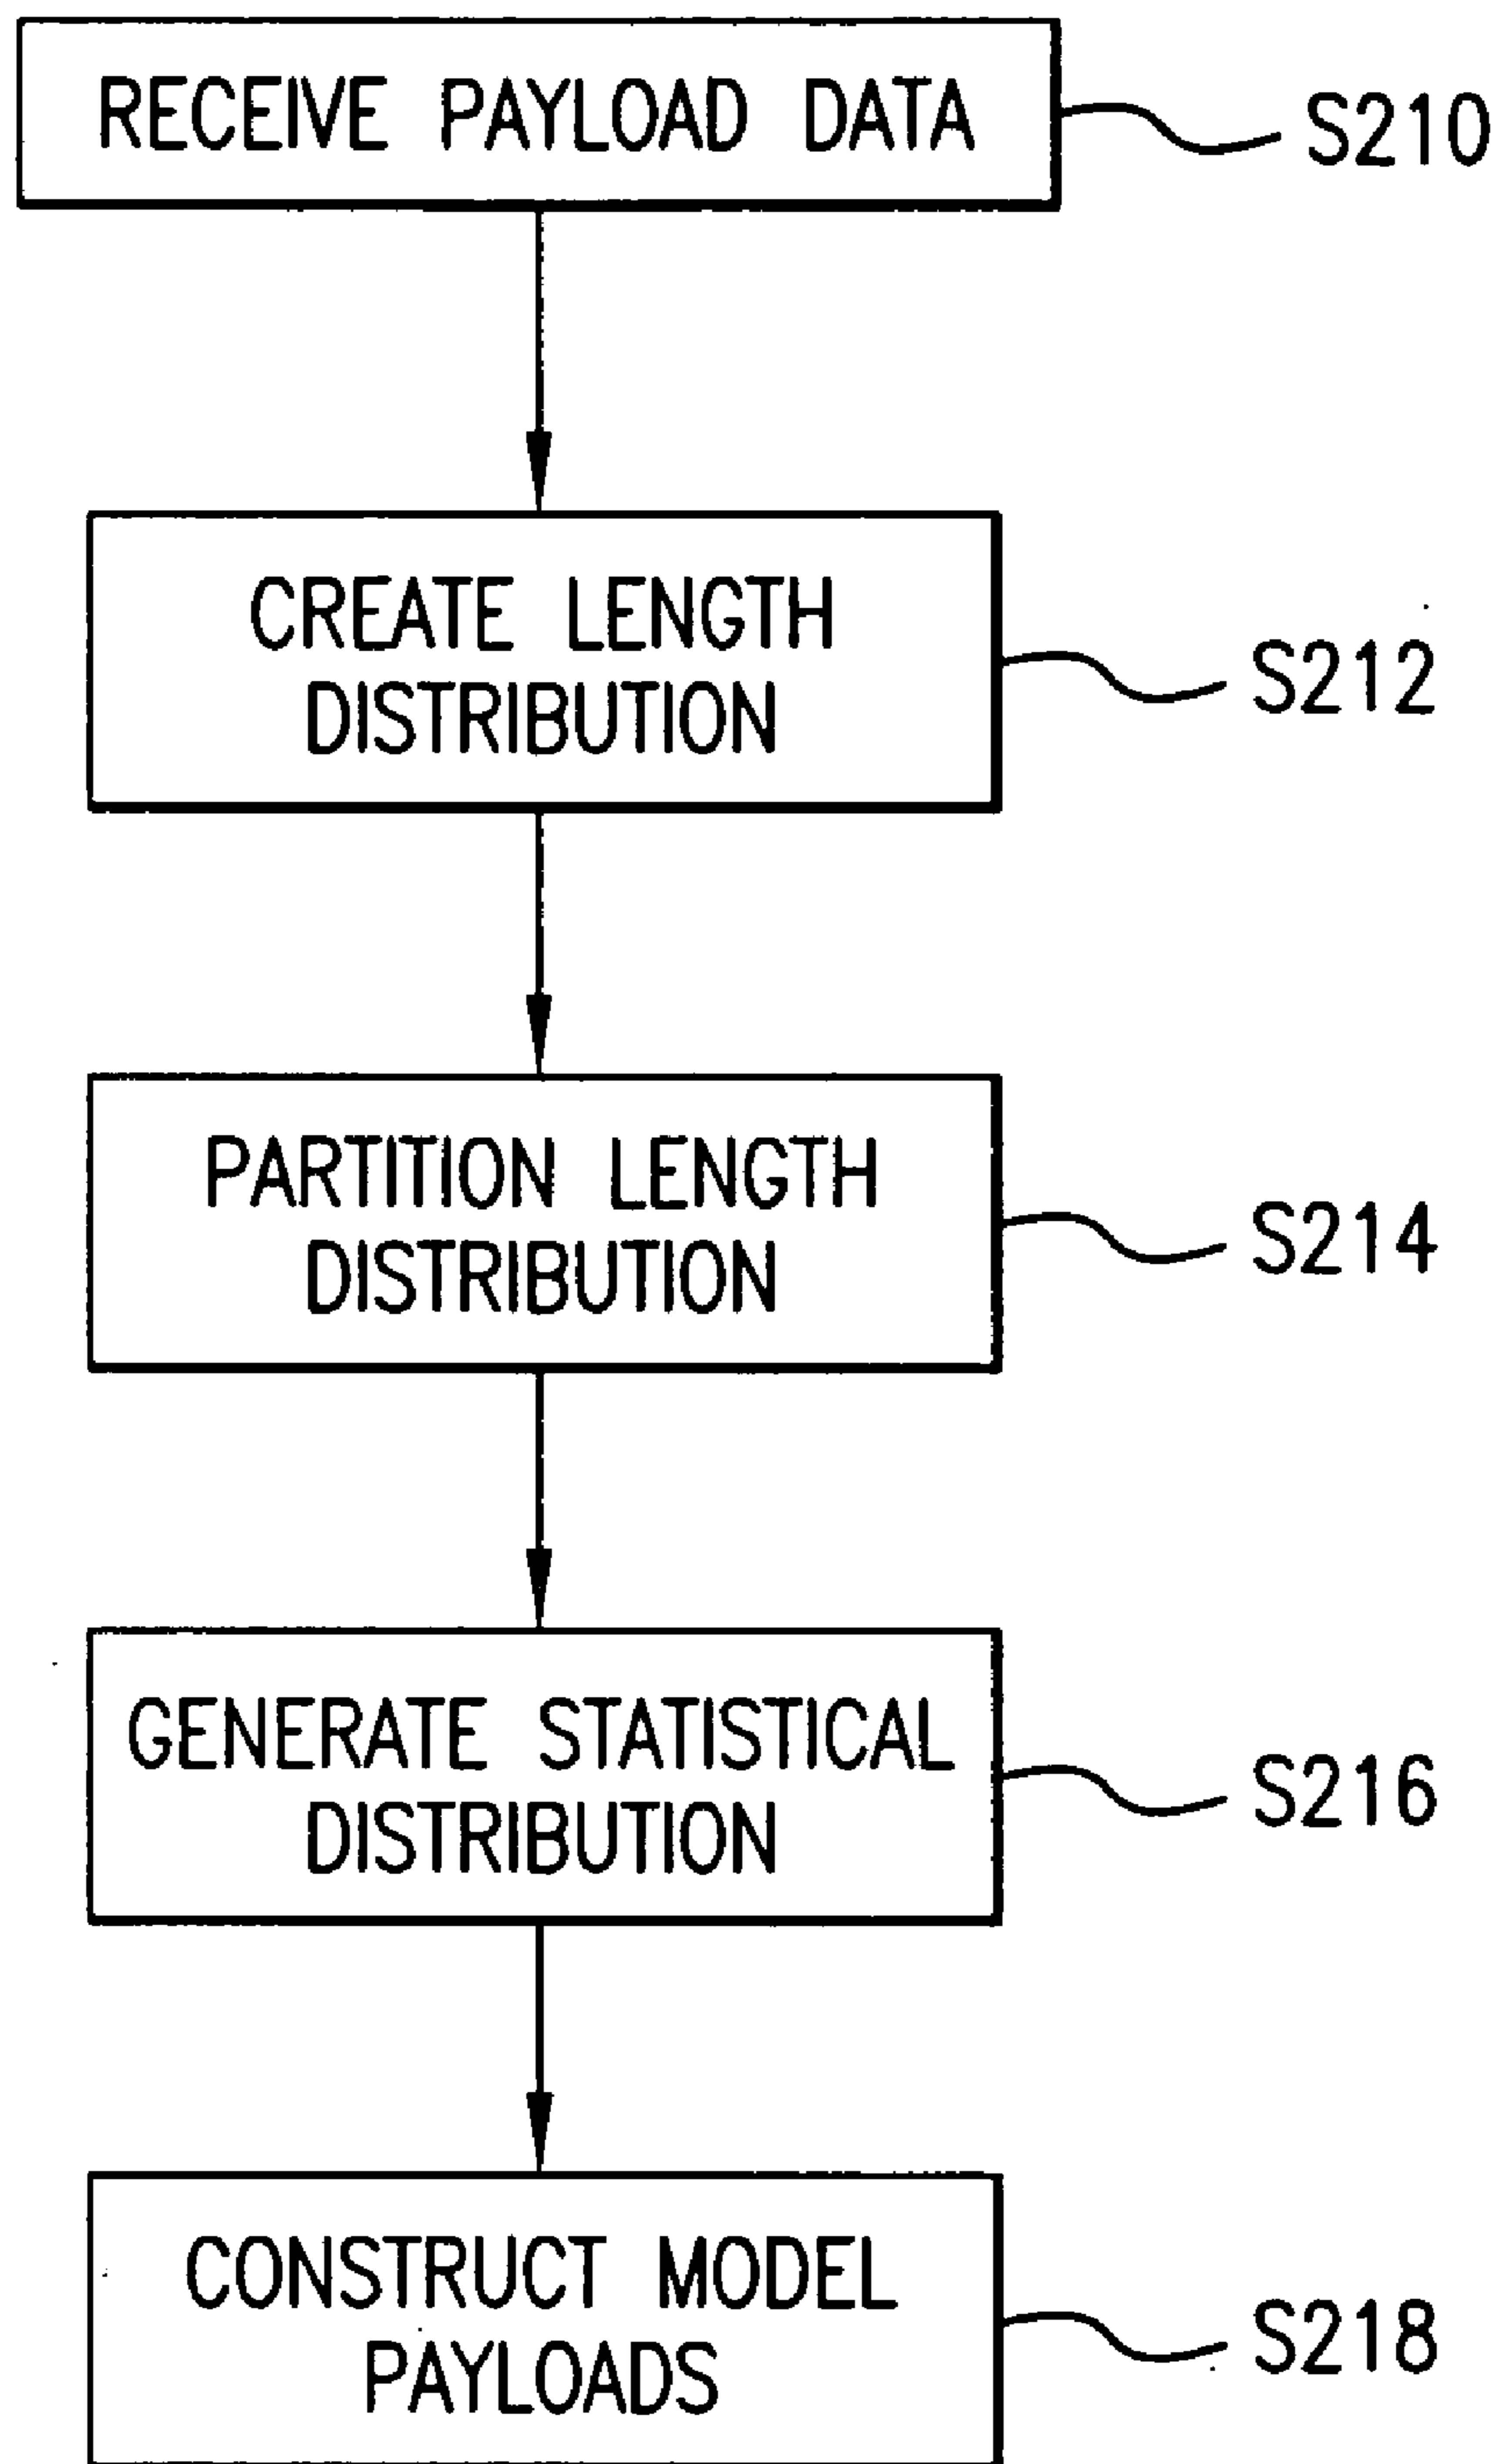 RECEIVE PAYLOAD DATA
S210
CREATE LENGTH
DISTRIBUTION
S212
PARTITION LENGTH
DISTRIBUTION
S214
GENERATE STATISTICAL
DISTRIBUTION
S216
CONSTRUCT MODEL
PAYLOADS
S218